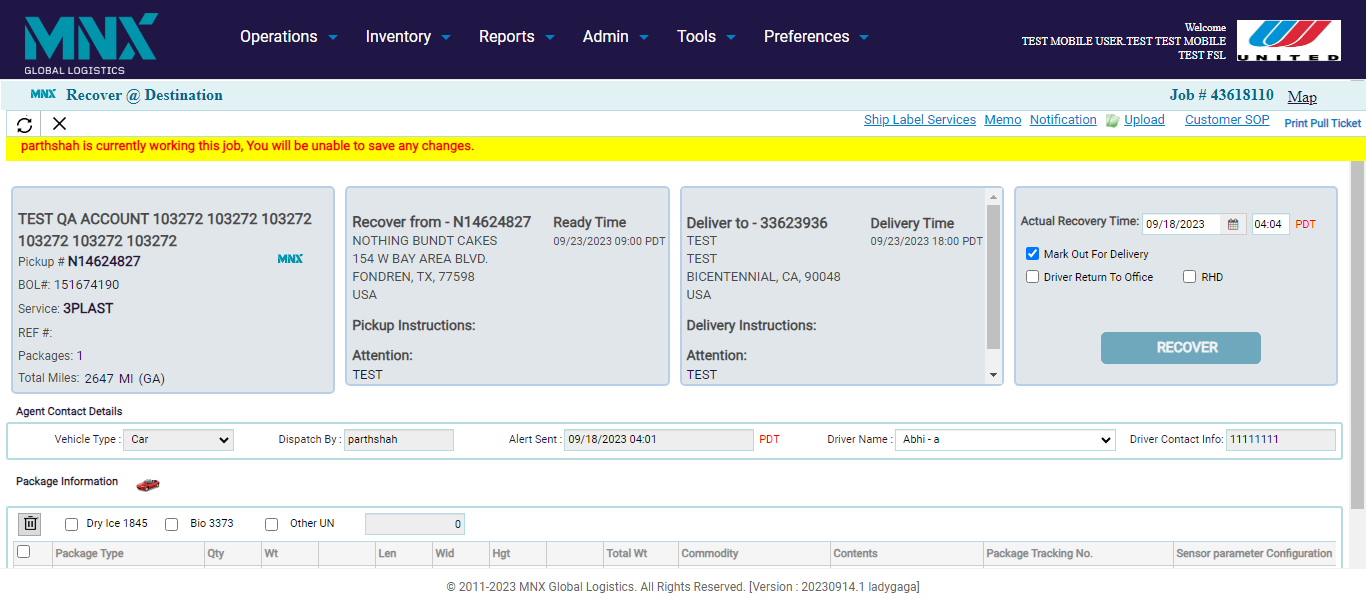 MNX
GLOBAL LOGISTICS
Operations Inventory Reports Admin Tools Preferences
Welcome
TEST MOBILE USER.TEST TEST MOBILE
TEST FSL
UNITED
MNX Recover @ Destination
Job # 43618110 Map
Ship Label Services Memo Notification Upload Customer SOP Print Pull Ticket
parthshah is currently working this job, You will be unable to save any changes.
TEST QA ACCOUNT 103272 103272 103272
103272 103272 103272
Pickup # N14624827
MNX
BOL#: 151674190
Service: 3PLAST
REF #:
Packages: 1
Total Miles: 2647 MI (GA)
Recover from - N14624827
Ready Time
NOTHING BUNDT CAKES
09/23/2023 09:00 PDT
154 W BAY AREA BLVD.
FONDREN, TX, 77598
USA
Pickup Instructions:
Attention:
TEST
Deliver to - 33623936
Delivery Time
TEST
09/23/2023 18:00 PDT
TEST
BICENTENNIAL, CA, 90048
USA
Delivery Instructions:
Attention:
TEST
Actual Recovery Time: 09/18/2023 04:04 PDT
Mark Out For Delivery
Driver Return To Office RHD
RECOVER
Agent Contact Details
Vehicle Type : Car Dispatch By : parthshah Alert Sent : 09/18/2023 04:01 PDT Driver Name : Abhi - a Driver Contact Info: 11111111
Package Information
Dry Ice 1845 Bio 3373 Other UN 0
Package Type Qty Wt Len Wid Hgt Total Wt Commodity Contents Package Tracking No. Sensor parameter Configuration
© 2011-2023 MNX Global Logistics. All Rights Reserved. [Version : 20230914.1 ladygaga]